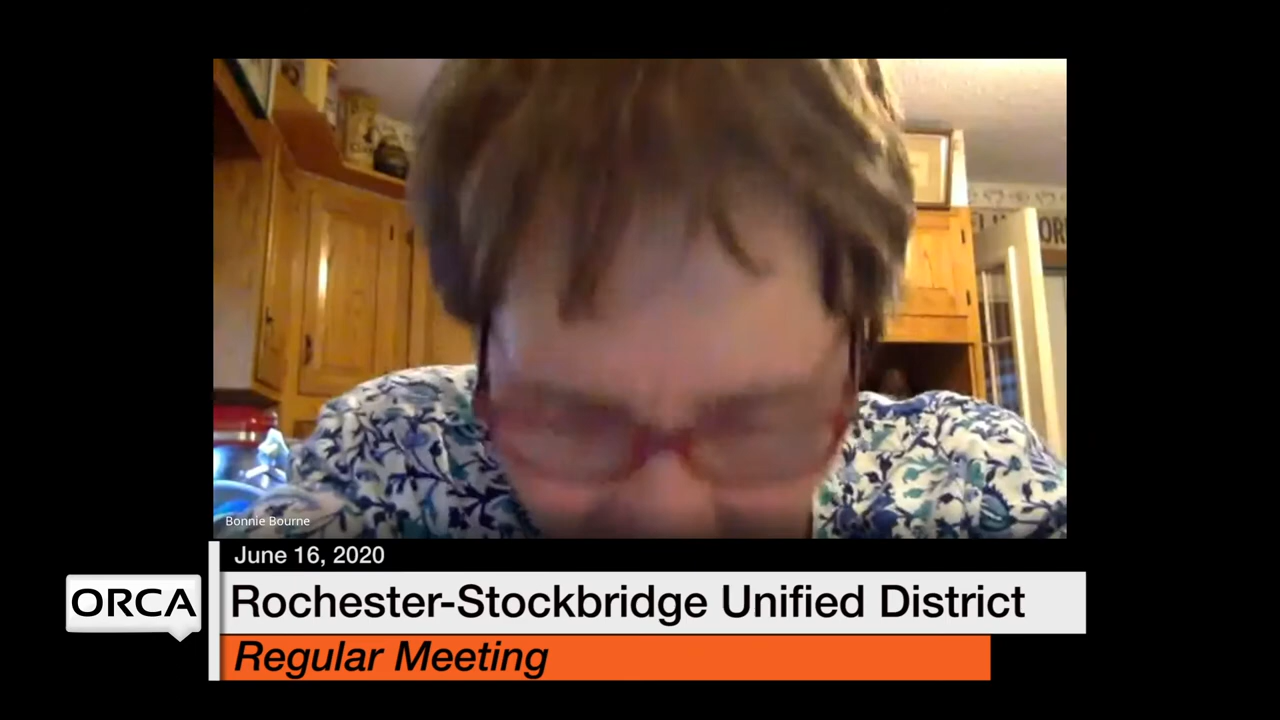 Bonnie Bourne
June 16, 2020
ORCA
Rochester-Stockbridge Unified District
Regular Meeting